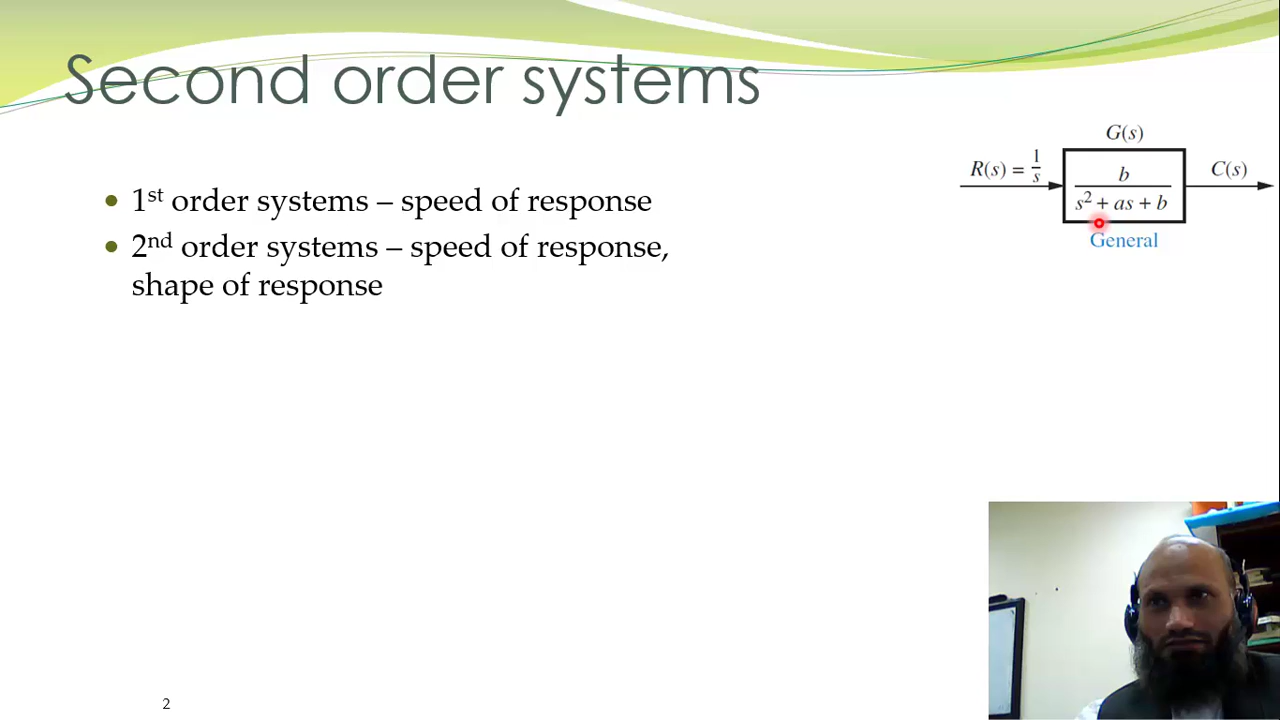 Second order systems
• 1st order systems – speed of response
• 2nd order systems – speed of response,
shape of response
G(s)
R(s) = 1/s
b
s² + as + b
C(s)
General
2